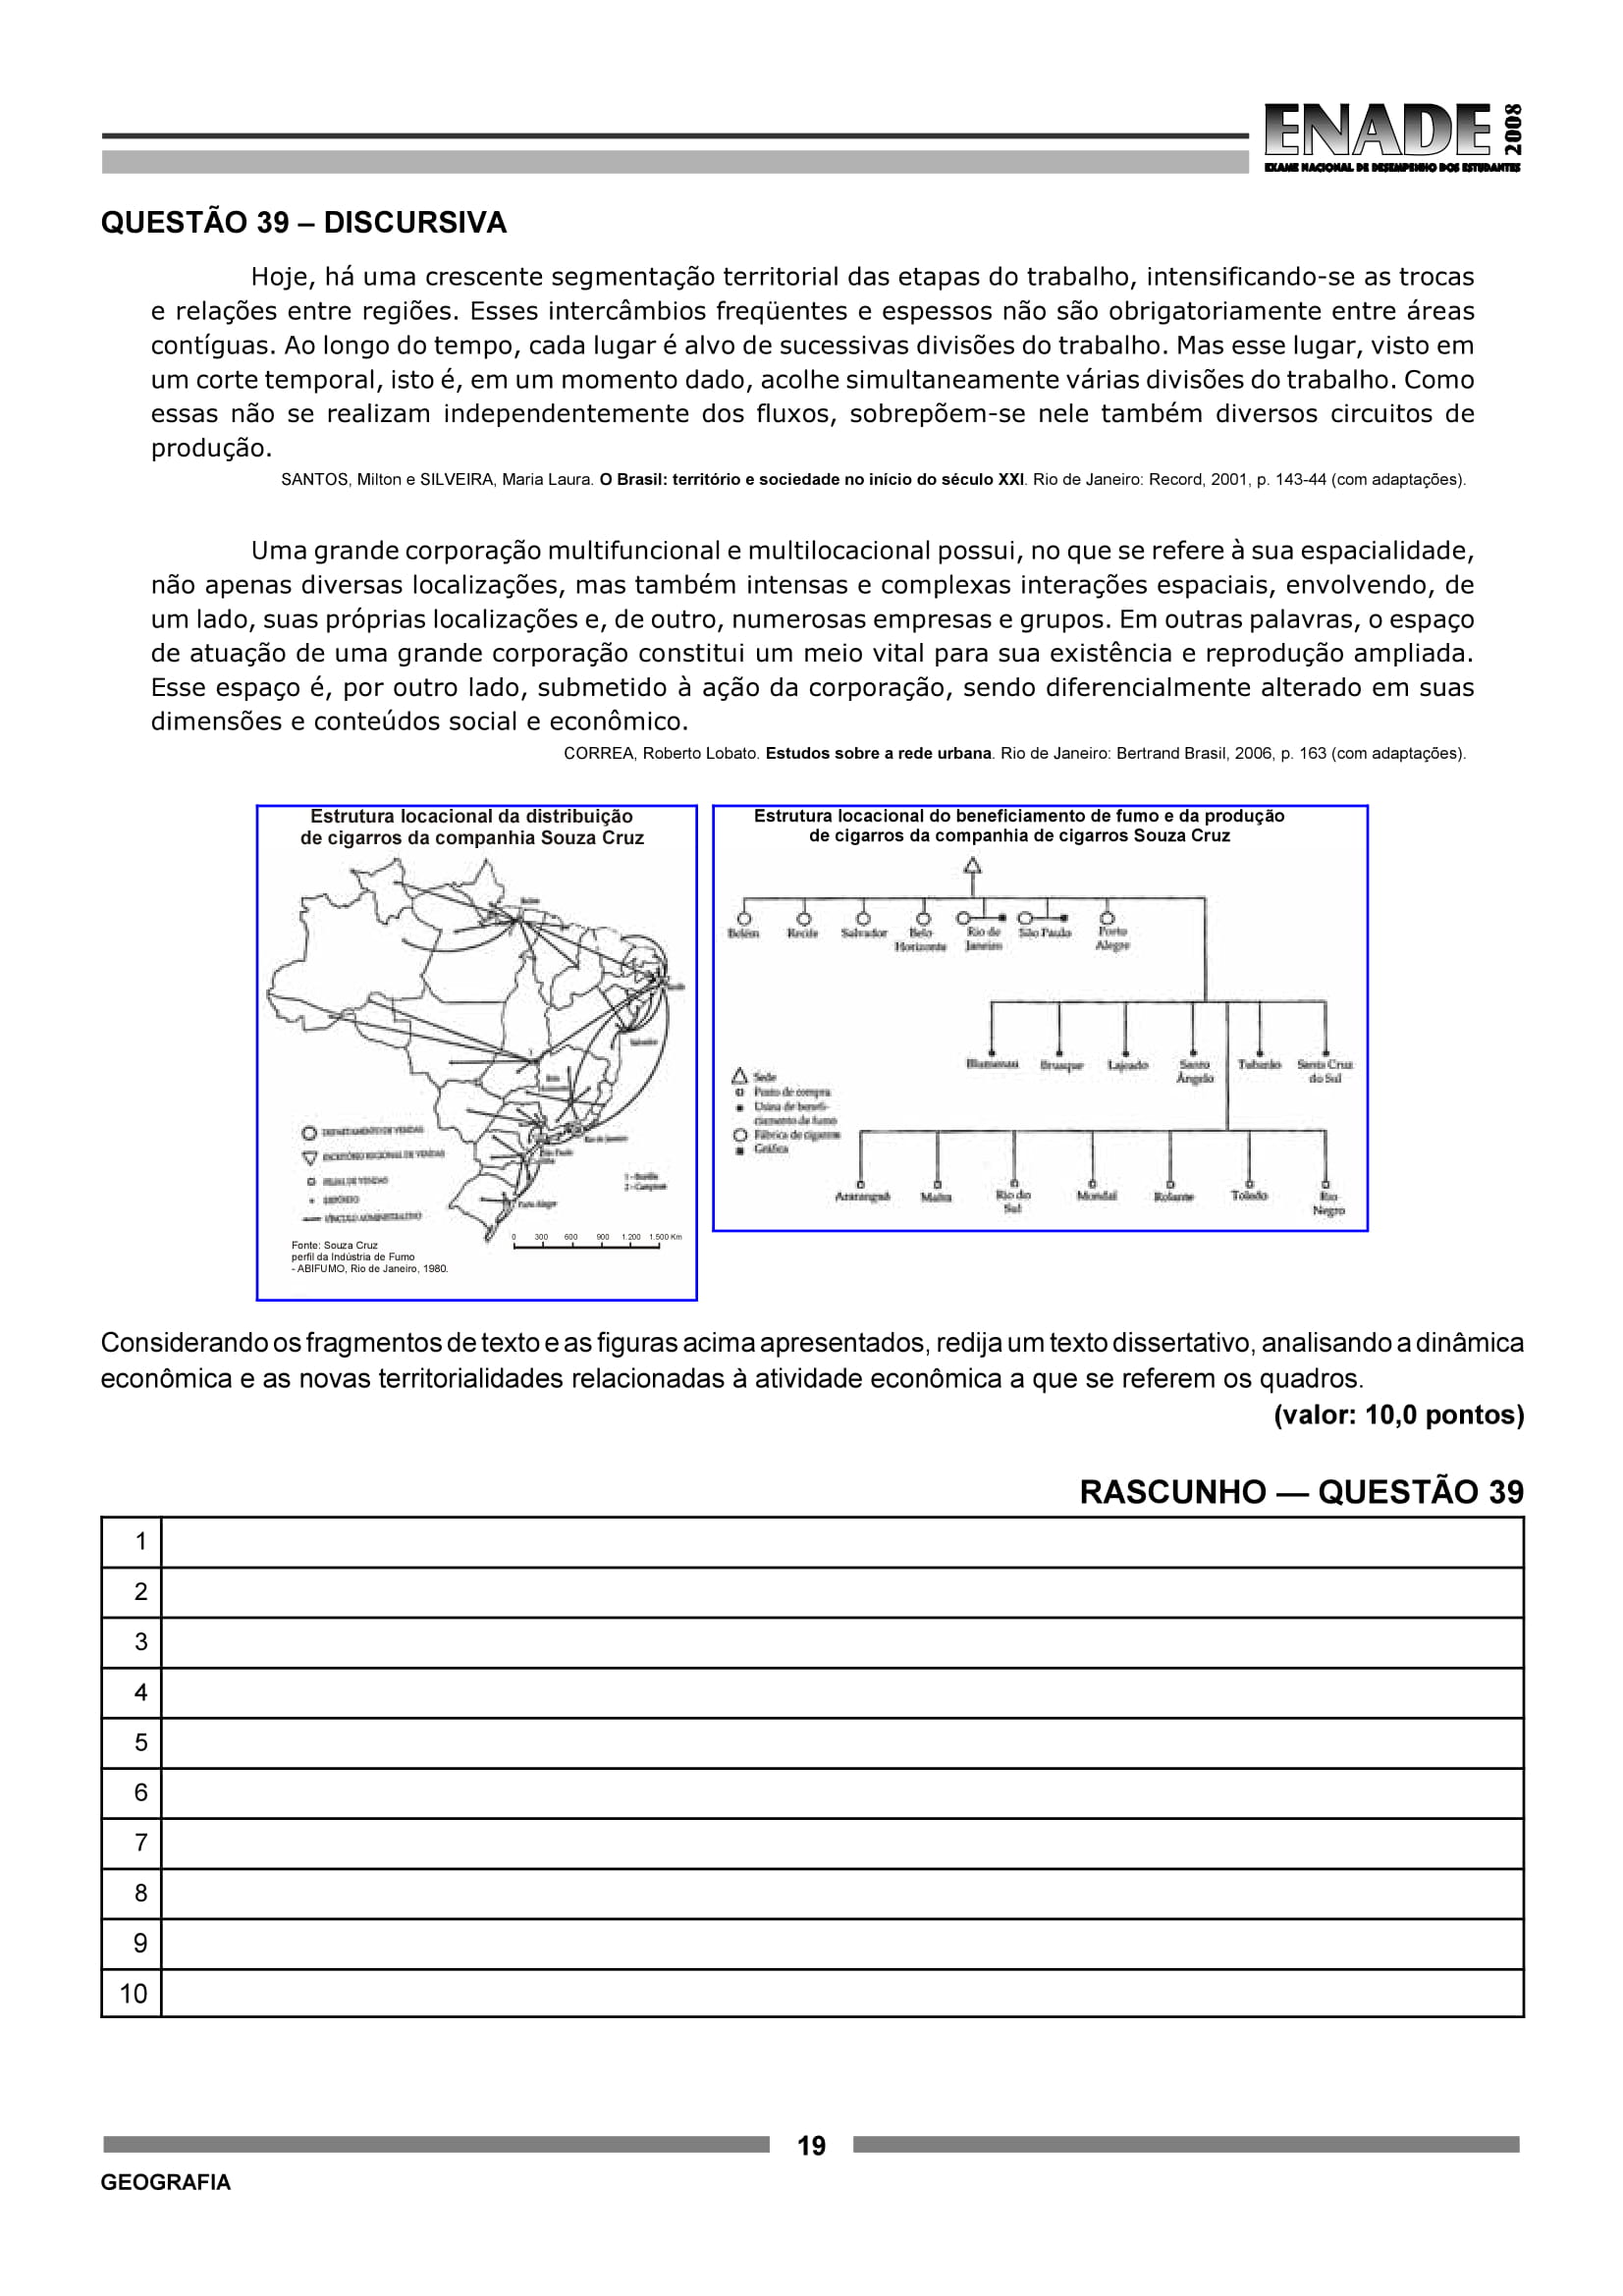 ENADE 2008
EXAME NACIONAL DE DESEMPENHO DOS ESTUDANTES
QUESTÃO 39 – DISCURSIVA
Hoje, há uma crescente segmentação territorial das etapas do trabalho, intensificando-se as trocas
e relações entre regiões. Esses intercâmbios freqüentes e espessos não são obrigatoriamente entre áreas
contíguas. Ao longo do tempo, cada lugar é alvo de sucessivas divisões do trabalho. Mas esse lugar, visto em
um corte temporal, isto é, em um momento dado, acolhe simultaneamente várias divisões do trabalho. Como
essas não se realizam independentemente dos fluxos, sobrepõem-se nele também diversos circuitos de
produção.
SANTOS, Milton e SILVEIRA, Maria Laura. O Brasil: território e sociedade no início do século XXI. Rio de Janeiro: Record, 2001, p. 143-44 (com adaptações).
Uma grande corporação multifuncional e multilocacional possui, no que se refere à sua espacialidade,
não apenas diversas localizações, mas também intensas e complexas interações espaciais, envolvendo, de
um lado, suas próprias localizações e, de outro, numerosas empresas e grupos. Em outras palavras, o espaço
de atuação de uma grande corporação constitui um meio vital para sua existência e reprodução ampliada.
Esse espaço é, por outro lado, submetido à ação da corporação, sendo diferencialmente alterado em suas
dimensões e conteúdos social e econômico.
CORREA, Roberto Lobato. Estudos sobre a rede urbana. Rio de Janeiro: Bertrand Brasil, 2006, p. 163 (com adaptações).
Estrutura locacional da distribuição
de cigarros da companhia Souza Cruz
Belém
Recife
Salvador
Belo
Horizonte
Rio de Janeiro
São Paulo
Curitiba
Porto Alegre
1 - Brasília
2 - Campinas
DEPARTAMENTO DE VENDAS
ESCRITÓRIO REGIONAL DE VENDAS
FILIAL DE VENDAS
DEPÓSITO
VÍNCULO ADMINISTRATIVO
0 300 600 900 1.200 1.500 Km
Fonte: Souza Cruz
perfil da Indústria de Fumo
- ABIFUMO, Rio de Janeiro, 1980.
Estrutura locacional do beneficiamento de fumo e da produção
de cigarros da companhia de cigarros Souza Cruz
Belém Recife Salvador Belo Rio de São Paulo Porto
Horizonte Janeiro Alegre
Blumenau Brusque Lajeado Santo Tubarão Santa Cruz
Ângelo do Sul
Sede
Posto de compra
Usina de benefi-
ciamento de fumo
Fábrica de cigarros
Gráfica
Araranguá Mafra Rio do Mondaí Rolante Toledo Rio
Sul Negro
Considerando os fragmentos de texto e as figuras acima apresentados, redija um texto dissertativo, analisando a dinâmica
econômica e as novas territorialidades relacionadas à atividade econômica a que se referem os quadros.
(valor: 10,0 pontos)
RASCUNHO — QUESTÃO 39
1
2
3
4
5
6
7
8
9
10
19
GEOGRAFIA